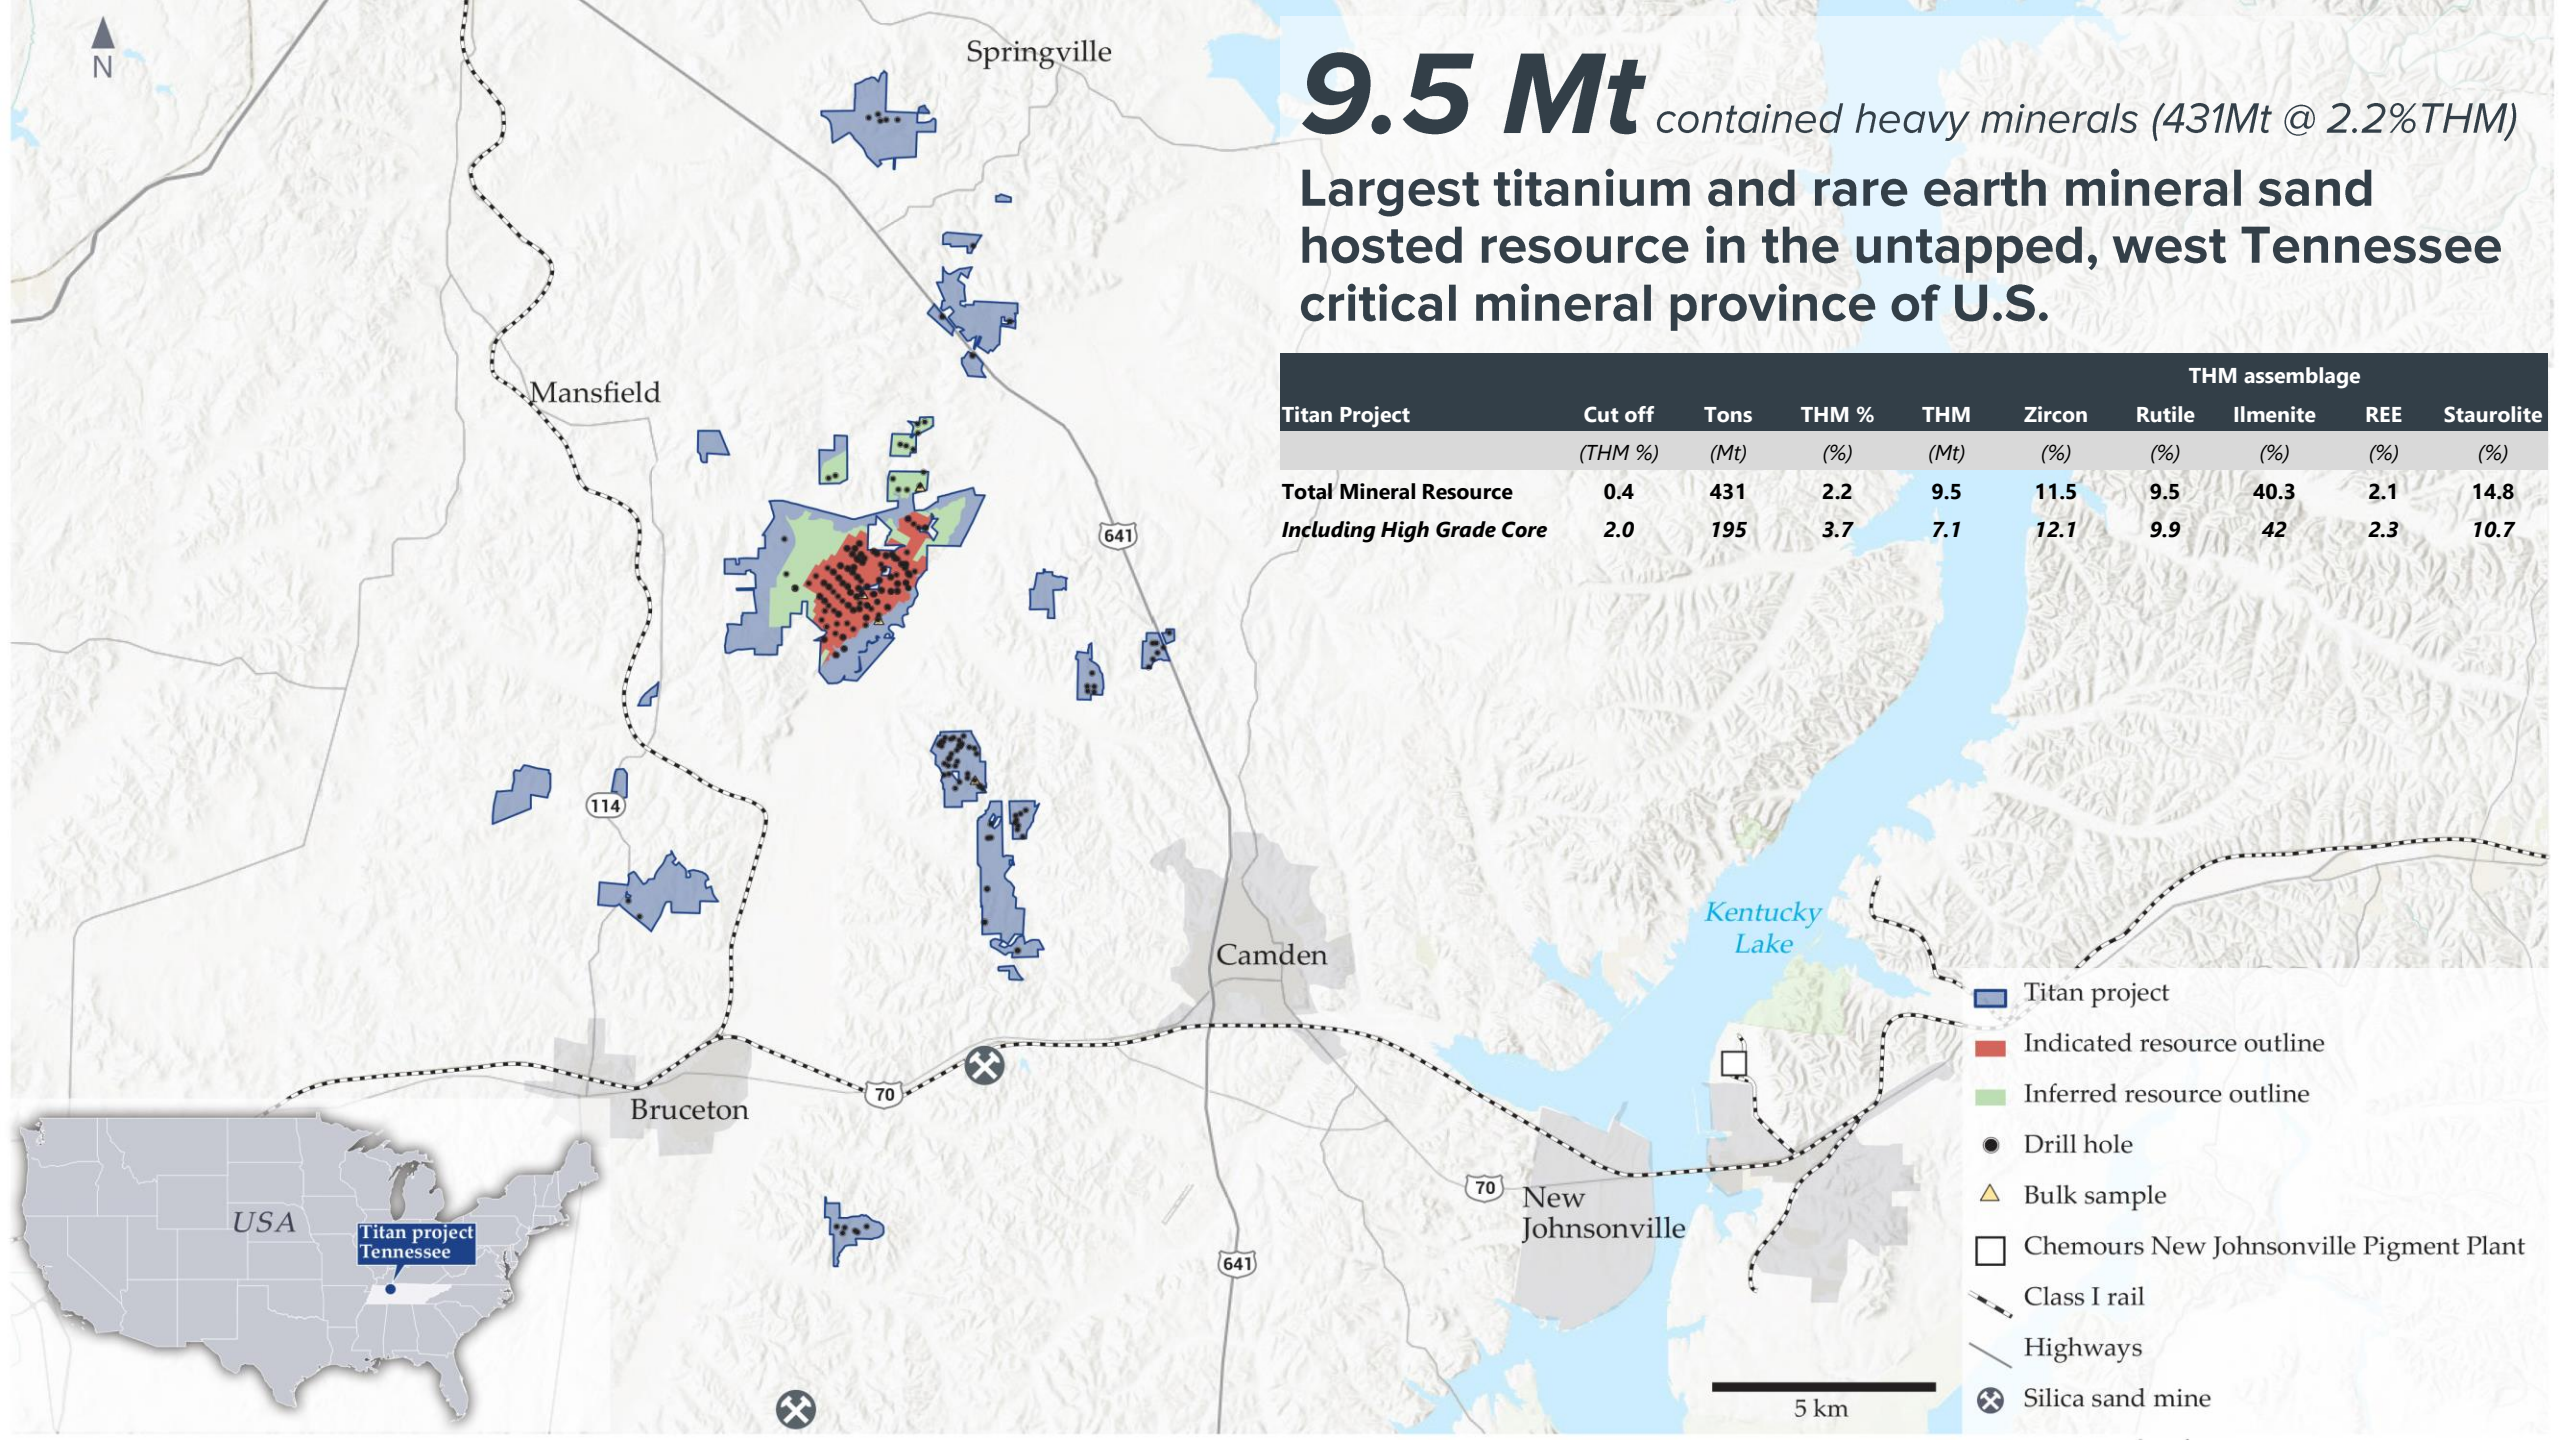 N
Springville
9.5 Mt contained heavy minerals (431Mt @ 2.2%THM)
Largest titanium and rare earth mineral sand
hosted resource in the untapped, west Tennessee
critical mineral province of U.S.
THM assemblage
Titan Project Cut off Tons THM % THM Zircon Rutile Ilmenite REE Staurolite
(THM %) (Mt) (%) (Mt) (%) (%) (%) (%) (%)
Total Mineral Resource 0.4 431 2.2 9.5 11.5 9.5 40.3 2.1 14.8
Including High Grade Core 2.0 195 3.7 7.1 12.1 9.9 42 2.3 10.7
Mansfield
641
114
Kentucky
Lake
Camden
70
Bruceton
70
New
Johnsonville
641
USA
Titan project
Tennessee
5 km
Titan project
Indicated resource outline
Inferred resource outline
Drill hole
Bulk sample
Chemours New Johnsonville Pigment Plant
Class I rail
Highways
Silica sand mine